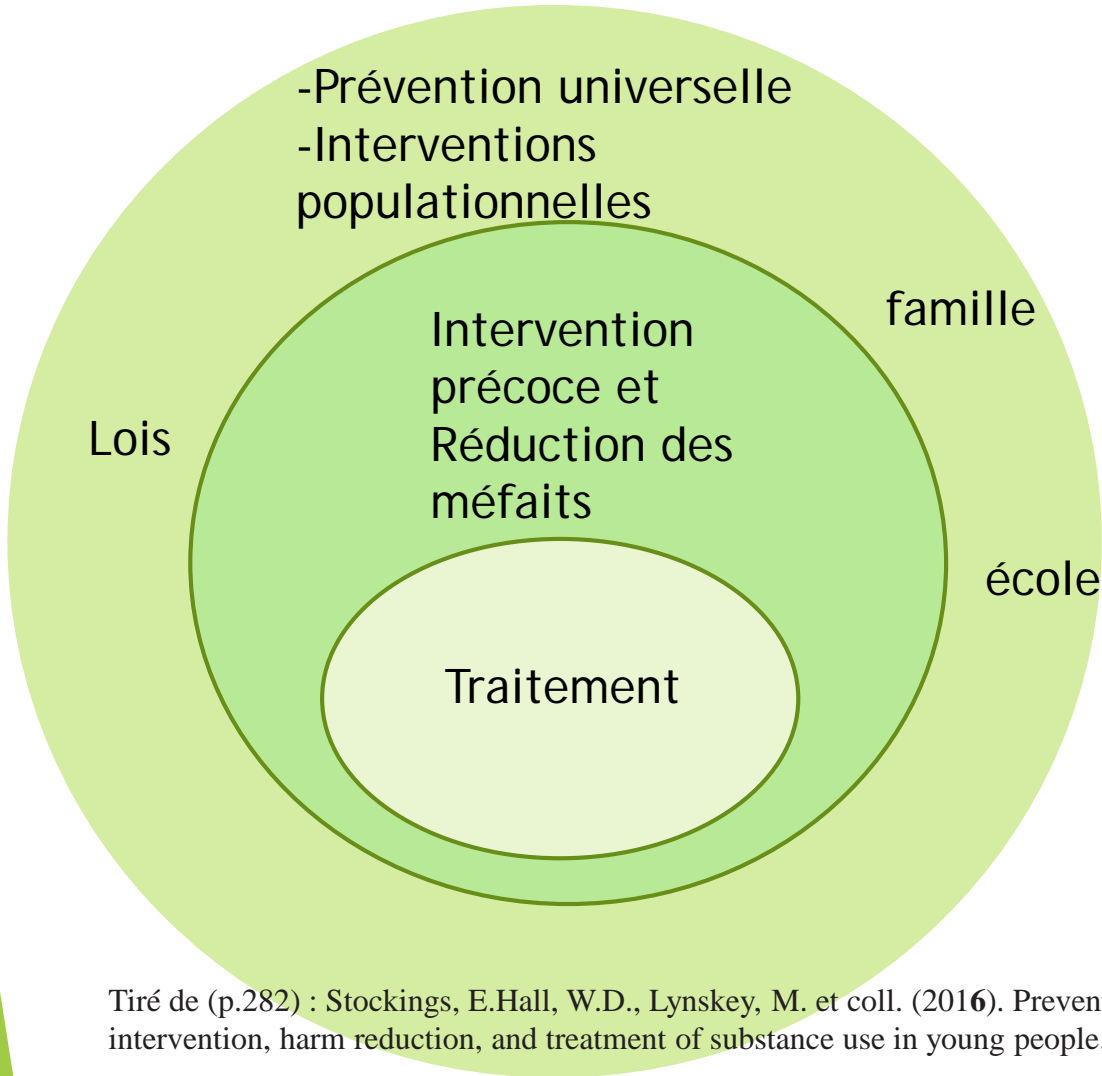 -Prévention universelle
-Interventions
populationnelles
famille
Intervention
précoce et
Réduction des
méfaits
Lois
école
Traitement
Tiré de (p.282) : Stockings, E.Hall, W.D., Lynskey, M. et coll. (2016). Preven
intervention, harm reduction, and treatment of substance use in young people.